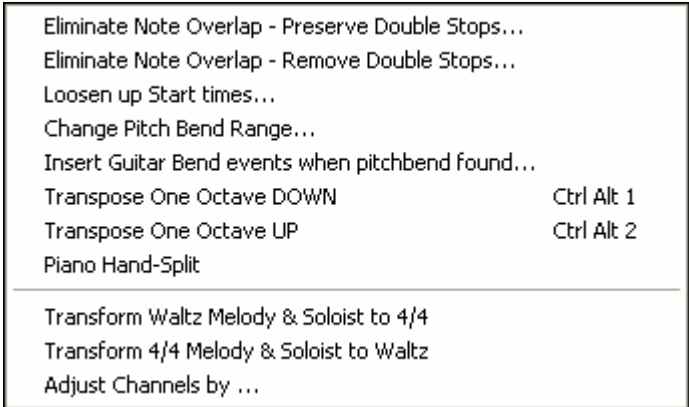 Eliminate Note Overlap - Preserve Double Stops...
Eliminate Note Overlap - Remove Double Stops...
Loosen up Start times...
Change Pitch Bend Range...
Insert Guitar Bend events when pitchbend found...
Transpose One Octave DOWN Ctrl Alt 1
Transpose One Octave UP Ctrl Alt 2
Piano Hand-Split
Transform Waltz Melody & Soloist to 4/4
Transform 4/4 Melody & Soloist to Waltz
Adjust Channels by ...